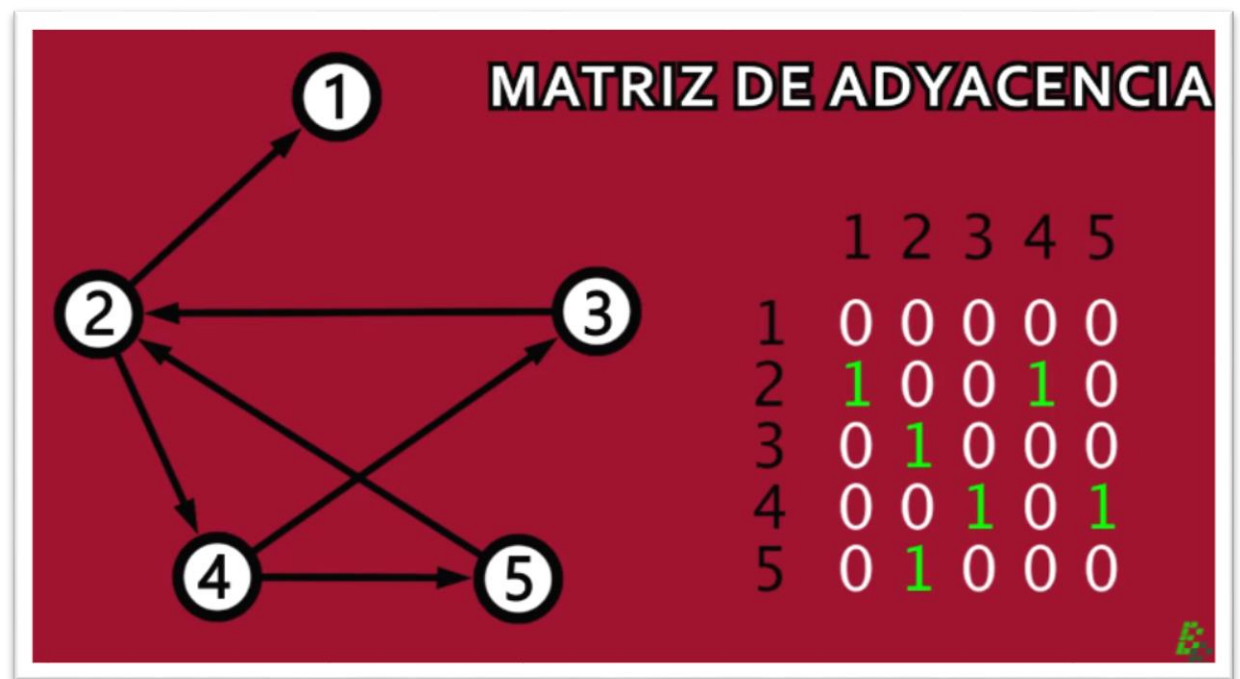 MATRIZ DE ADYACENCIA
1
2
3
4
5
1 2 3 4 5
1 0 0 0 0 0
2 1 0 0 1 0
3 0 1 0 0 0
4 0 0 1 0 1
5 0 1 0 0 0